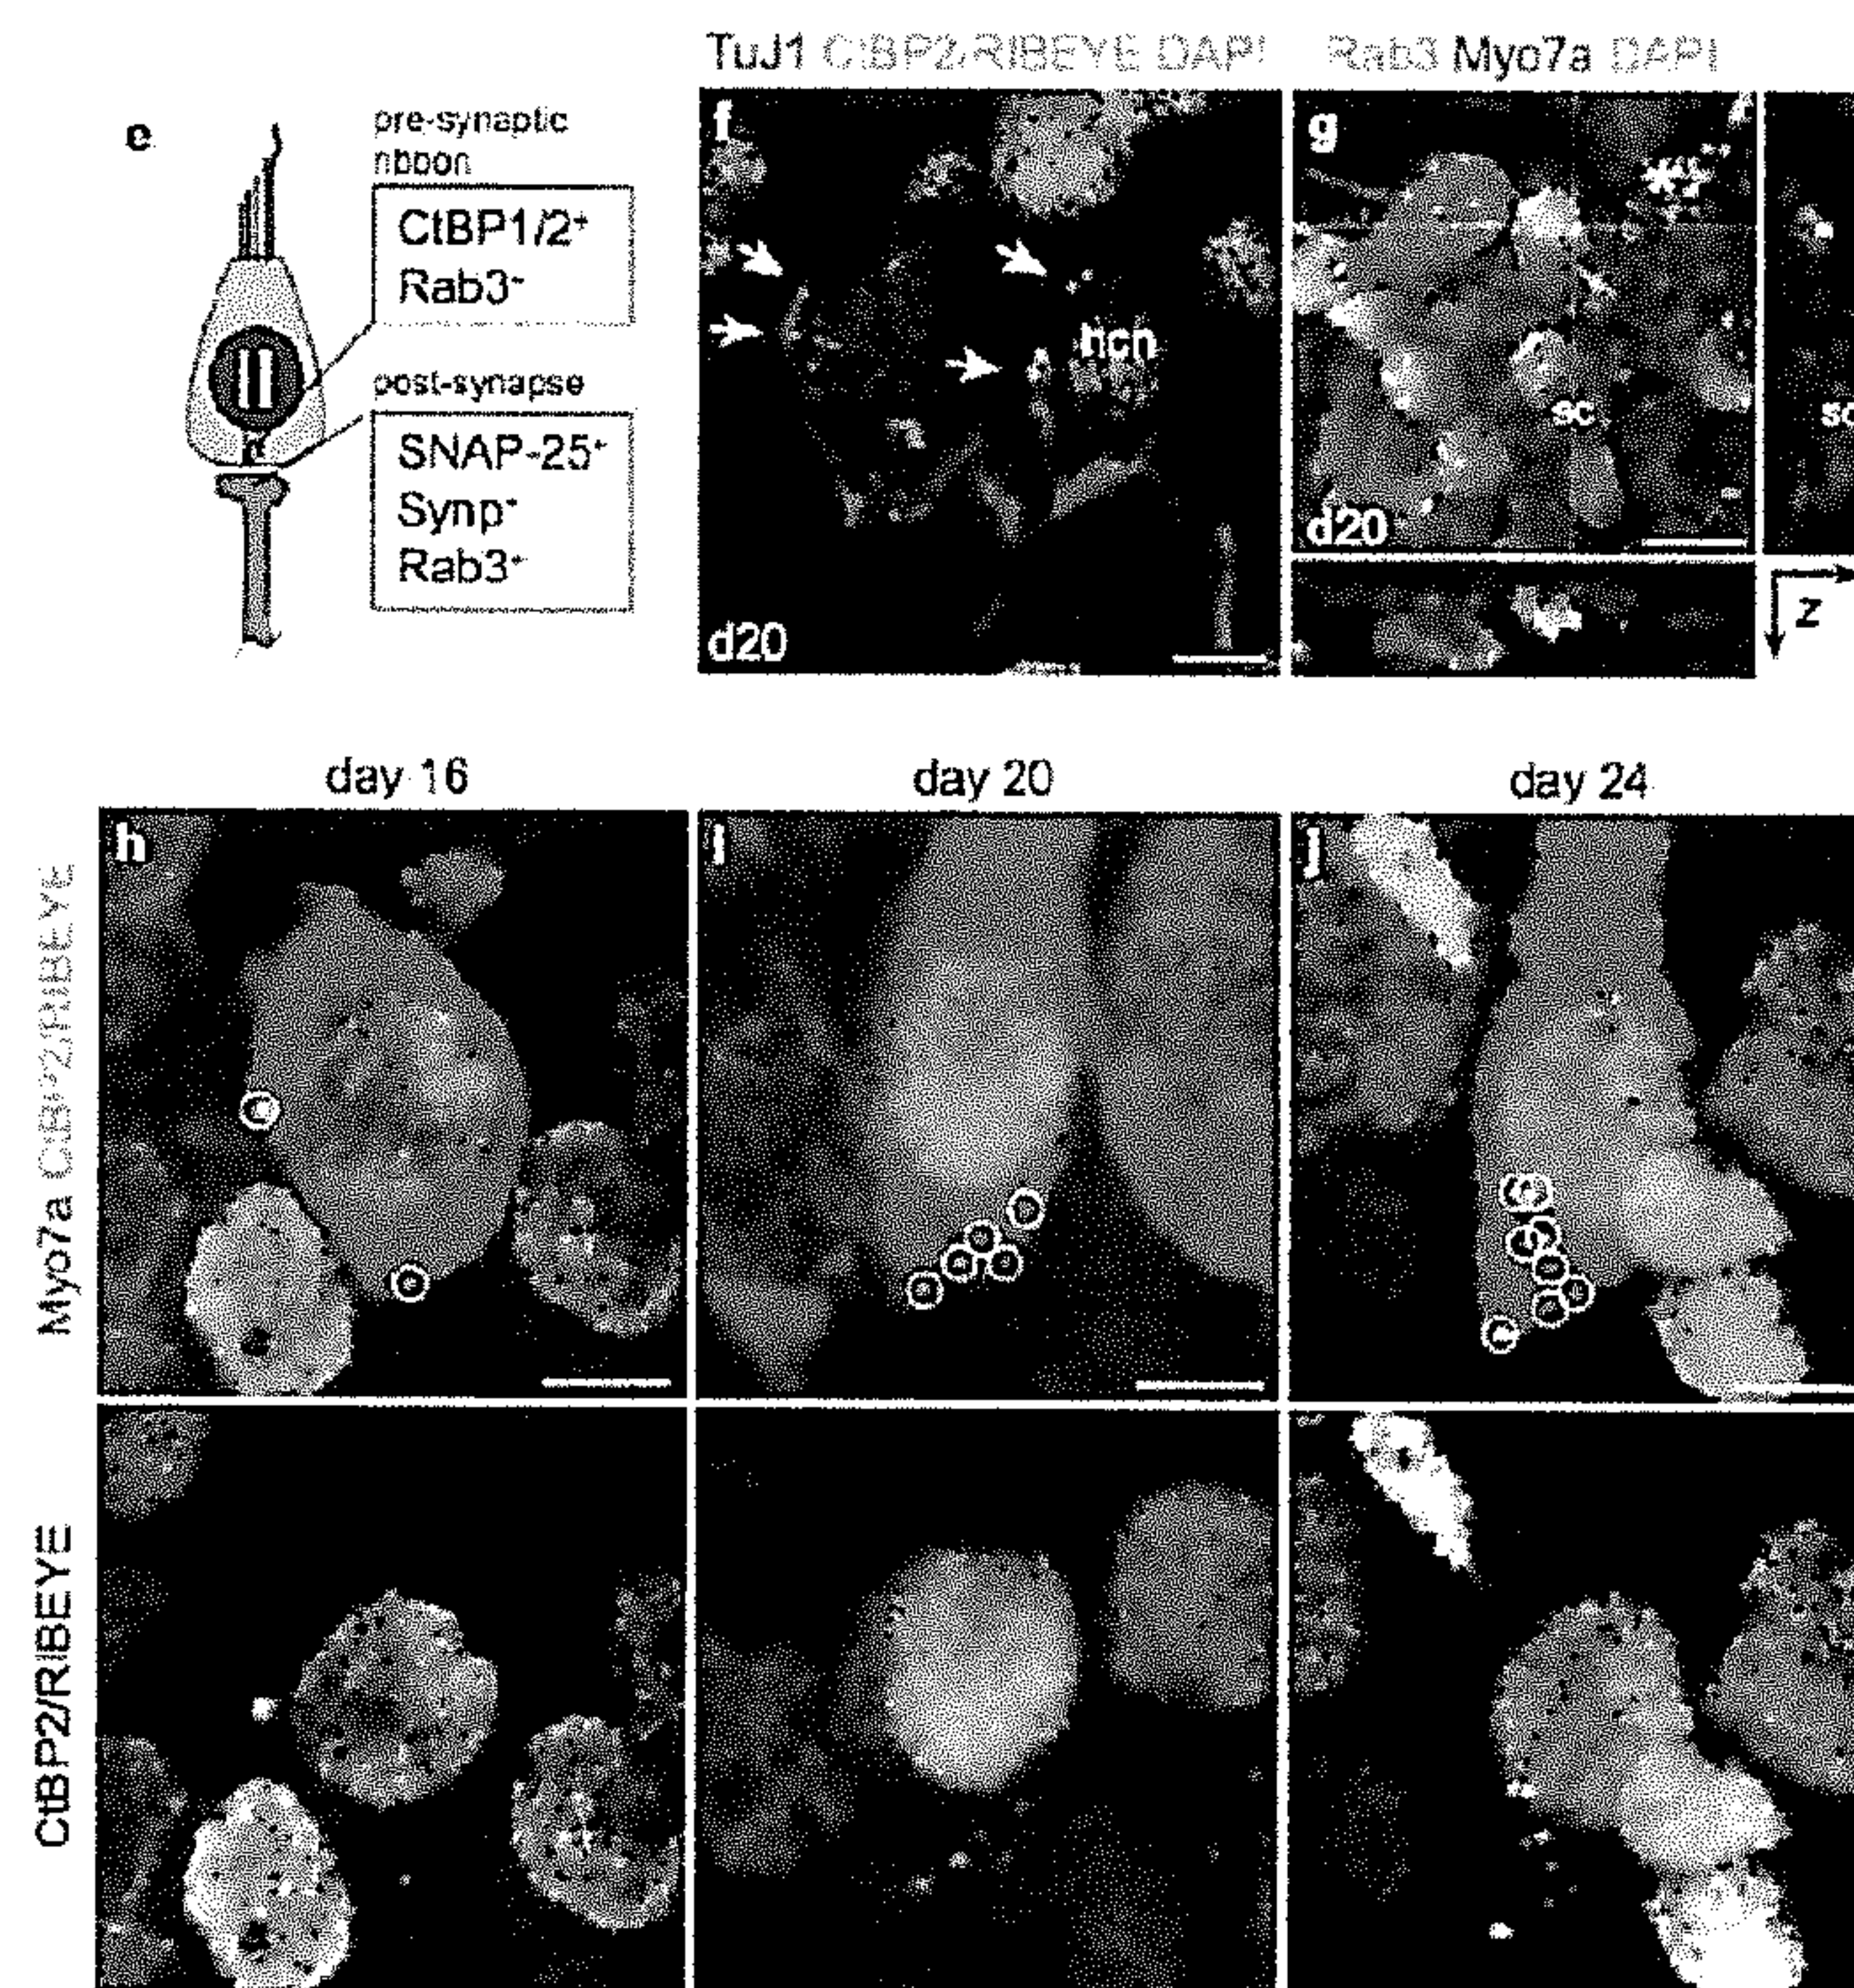 TuJ1 CtBP2/RIBEYE DAPI
Rab3 Myo7a DAPI
e
pre-synaptic
ribbon
CtBP1/2+
Rab3+
post-synapse
SNAP-25+
Synp+
Rab3+
f
hcn
d20
g
sc
d20
sc
z
day 16
day 20
day 24
Myo7a CtBP2/RIBEYE
h
i
j
CtBP2/RIBEYE